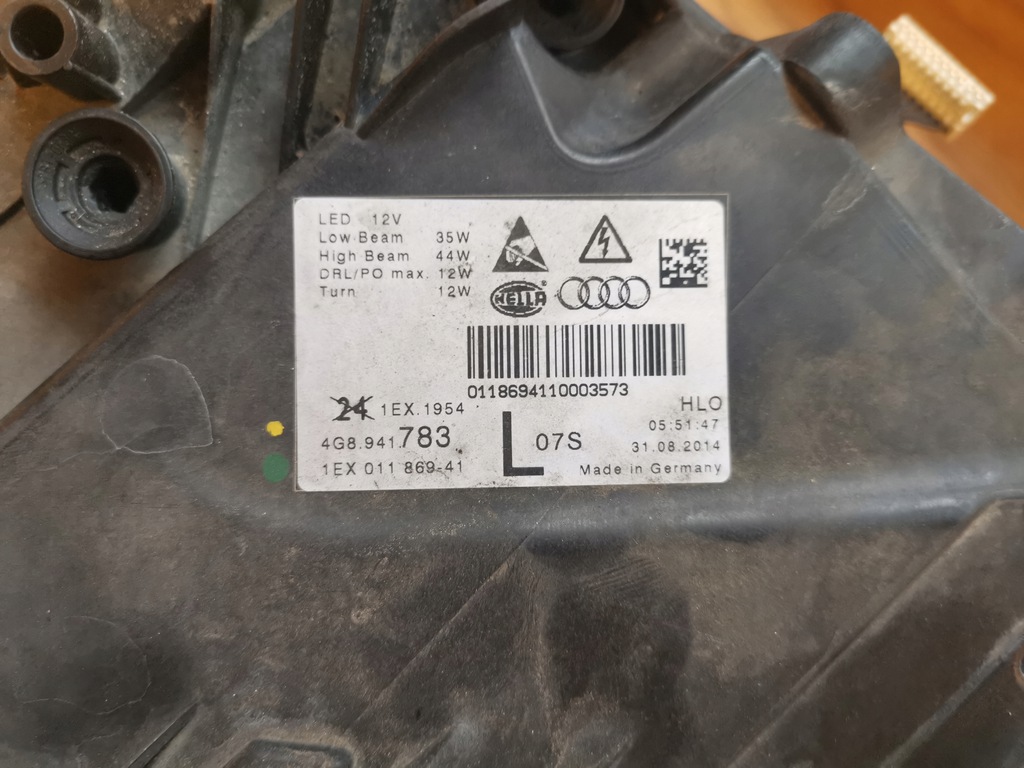 LED 12V
Low Beam 35W
High Beam 44W
DRL/PO max. 12W
Turn 12W
HELLA
0118694110003573
24 1EX.1954
HLO
4G8.941.783
L 07S
05:51:47
31.08.2014
1EX 011 869-41
Made in Germany